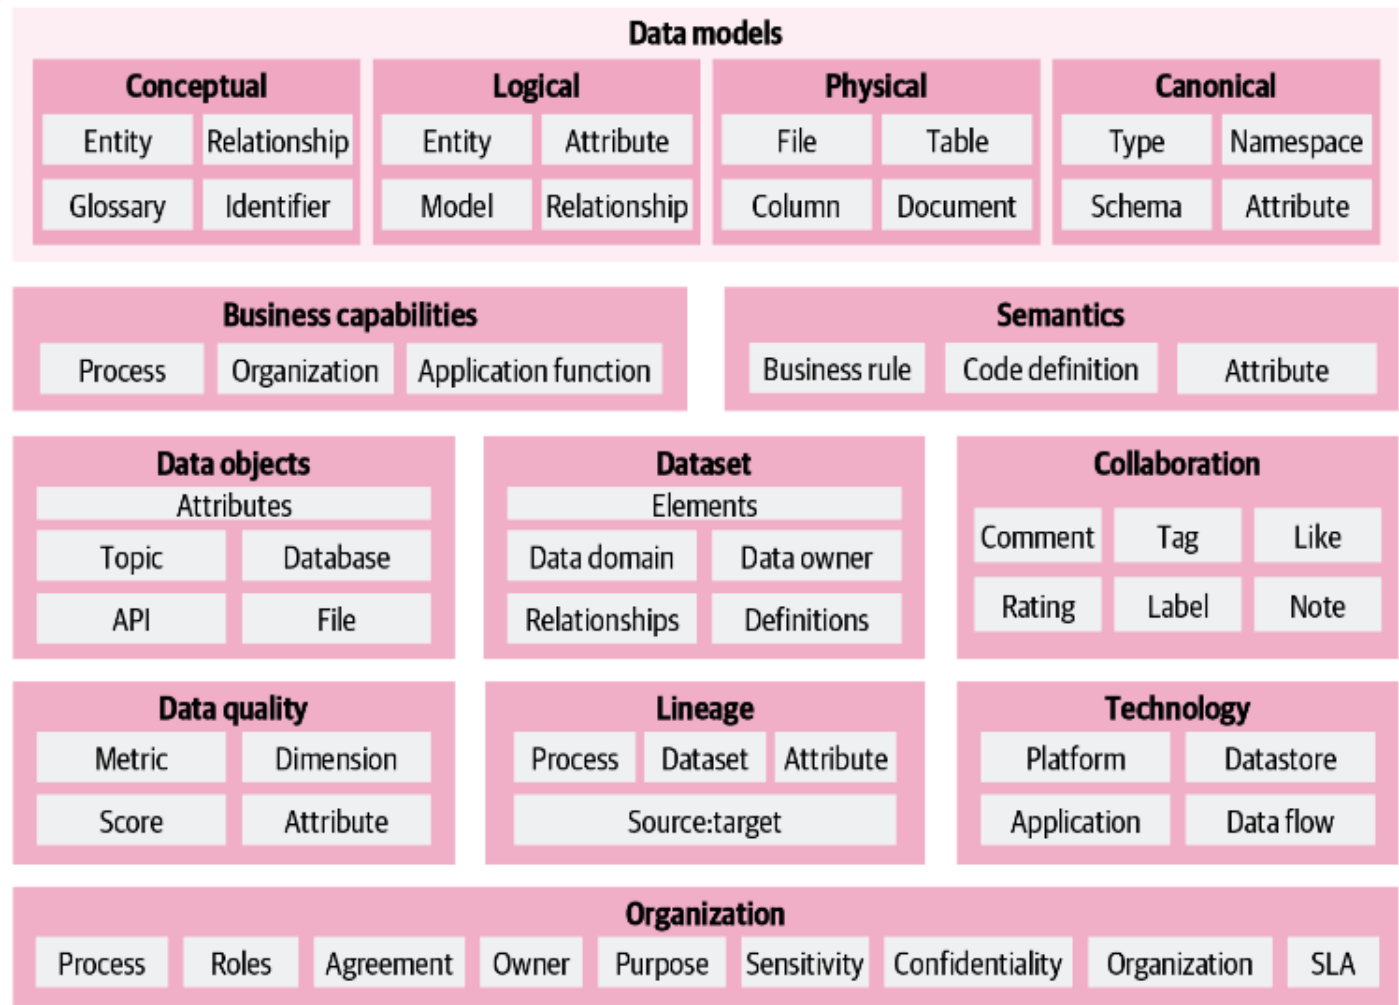 Data models
Conceptual
Logical
Physical
Canonical
Entity
Relationship
Entity
Attribute
File
Table
Type
Namespace
Glossary
Identifier
Model
Relationship
Column
Document
Schema
Attribute
Business capabilities
Process
Organization
Application function
Semantics
Business rule
Code definition
Attribute
Data objects
Attributes
Topic
Database
API
File
Dataset
Elements
Data domain
Data owner
Relationships
Definitions
Collaboration
Comment
Tag
Like
Rating
Label
Note
Data quality
Metric
Dimension
Score
Attribute
Lineage
Process
Dataset
Attribute
Source:target
Technology
Platform
Datastore
Application
Data flow
Organization
Process
Roles
Agreement
Owner
Purpose
Sensitivity
Confidentiality
Organization
SLA